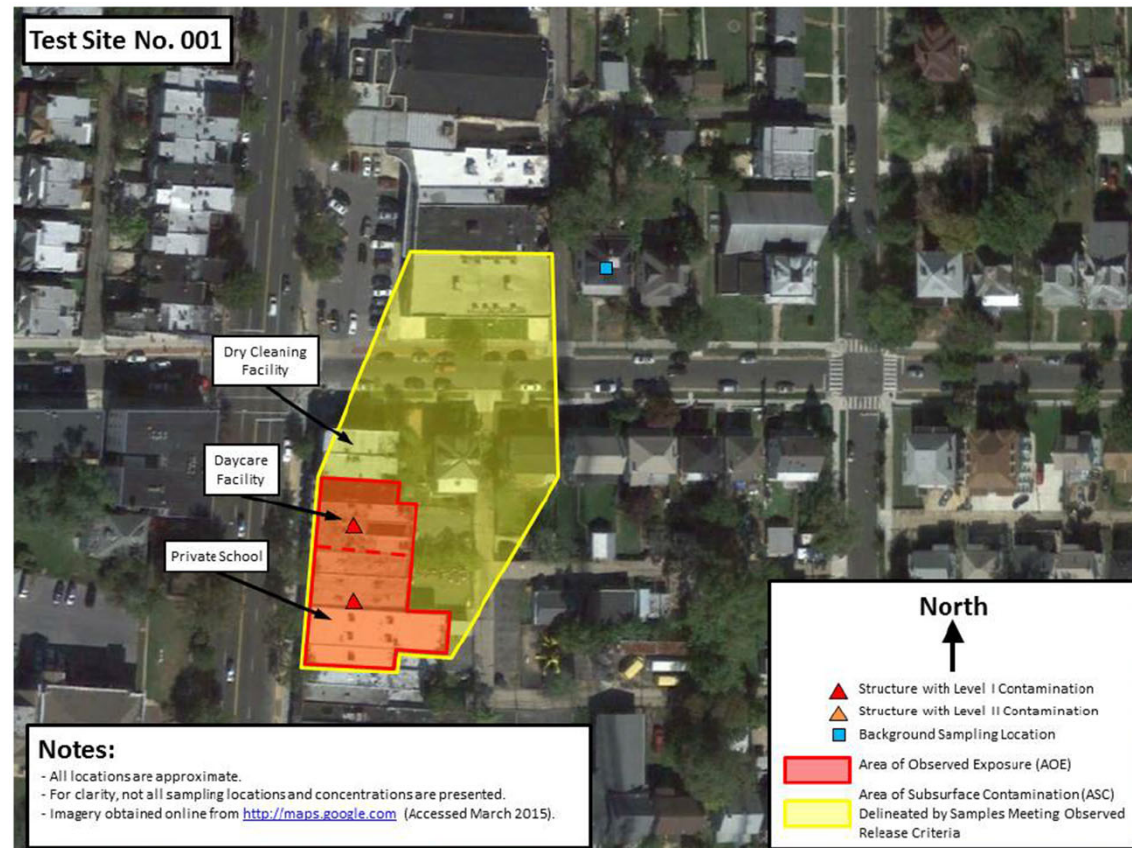 Test Site No. 001
Dry Cleaning
Facility
Daycare
Facility
Private School
North
Structure with Level I Contamination
Structure with Level II Contamination
Background Sampling Location
Area of Observed Exposure (AOE)
Area of Subsurface Contamination (ASC)
Delineated by Samples Meeting Observed
Release Criteria
Notes:
- All locations are approximate.
- For clarity, not all sampling locations and concentrations are presented.
- Imagery obtained online from http://maps.google.com (Accessed March 2015).